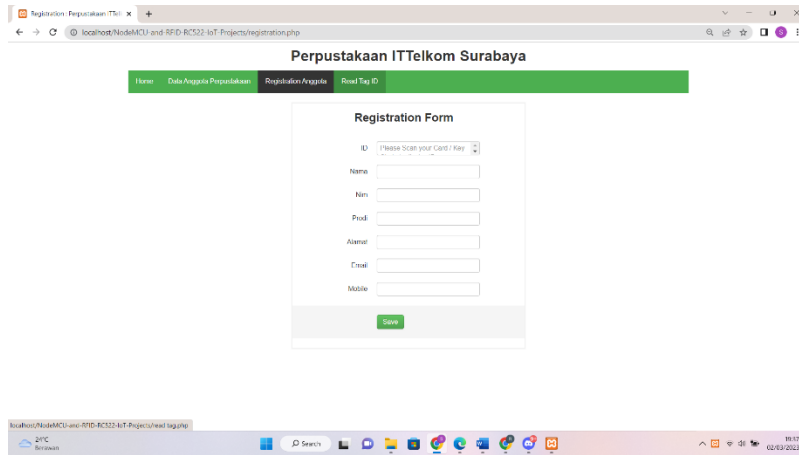 Registration : Perpustakaan ITTelk
localhost/NodeMCU-and-RFID-RC522-IoT-Projects/registration.php
S
Perpustakaan ITTelkom Surabaya
Home Data Anggota Perpustakaan Registration Anggota Read Tag ID
Registration Form
ID Please Scan your Card / Key
Name
Nim
Prodi
Alamat
Email
Mobile
Save
localhost/NodeMCU-and-RFID-RC522-IoT-Projects/read tag.php
24°C
Berawan
Search
02/03/2023